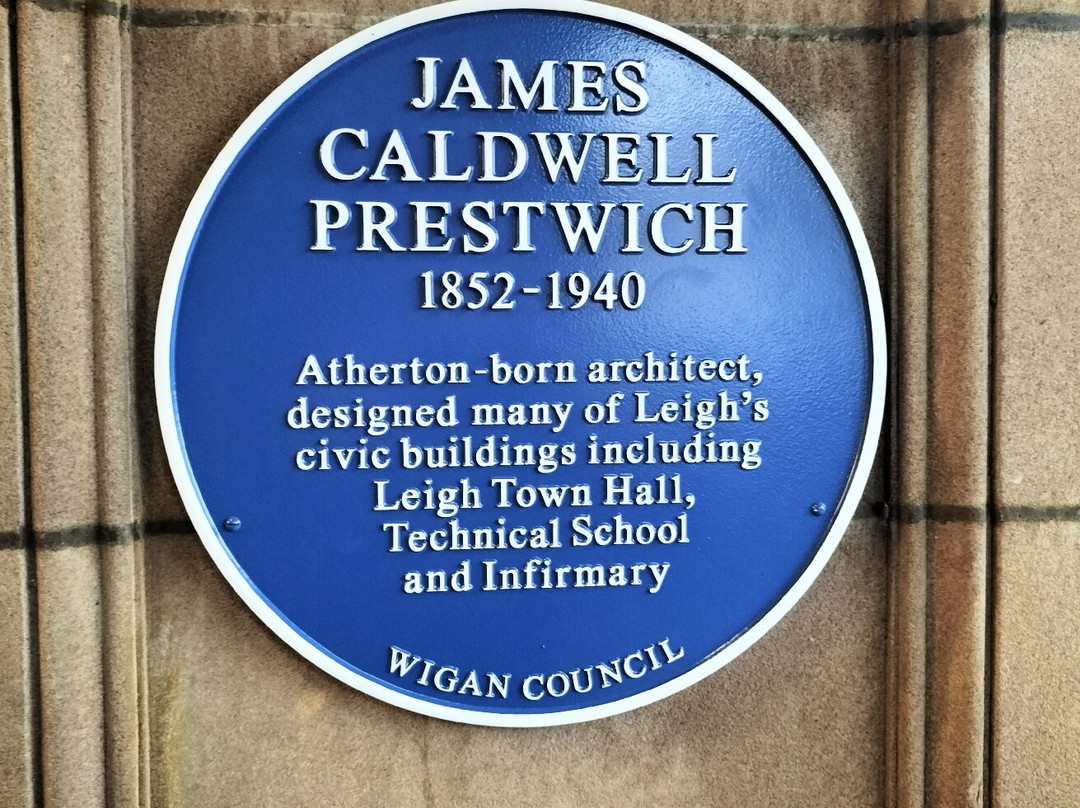 JAMES
CALDWELL
PRESTWICH
1852-1940
Atherton-born architect,
designed many of Leigh's
civic buildings including
Leigh Town Hall,
Technical School
and Infirmary
WIGAN COUNCIL